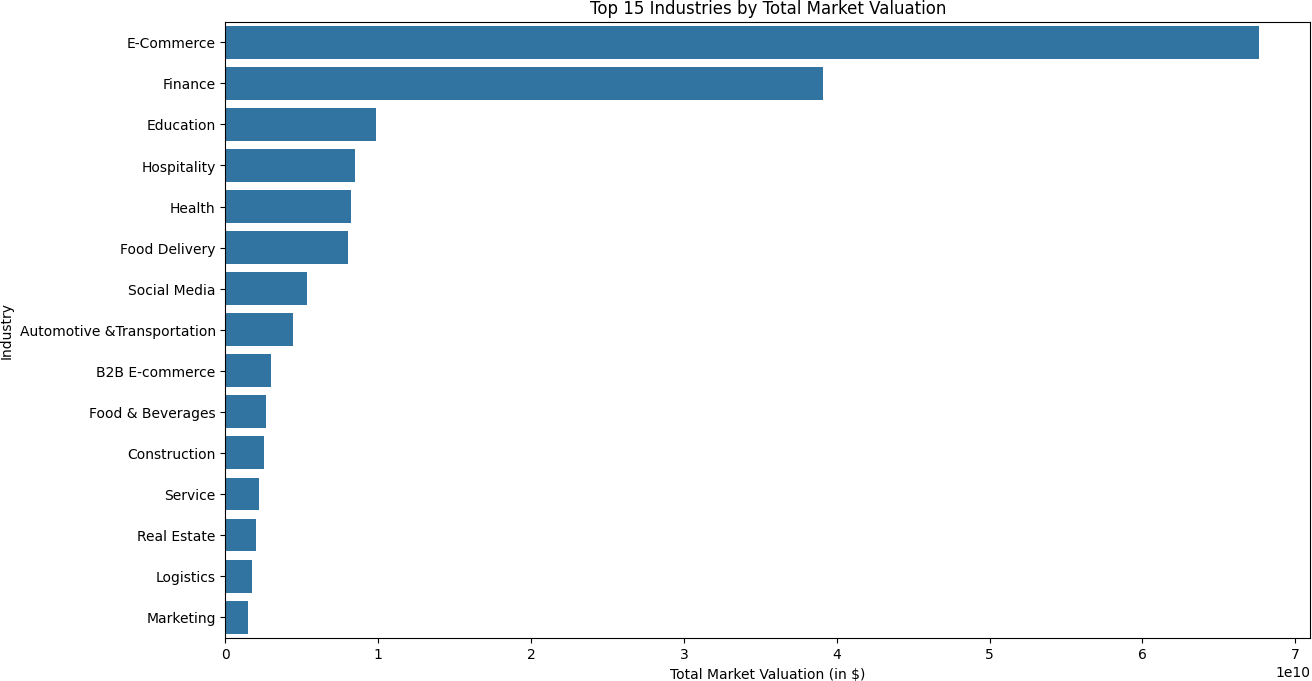 Top 15 Industries by Total Market Valuation
Industry
E-Commerce
Finance
Education
Hospitality
Health
Food Delivery
Social Media
Automotive &Transportation
B2B E-commerce
Food & Beverages
Construction
Service
Real Estate
Logistics
Marketing
0 1 2 3 4 5 6 7
1e10
Total Market Valuation (in $)